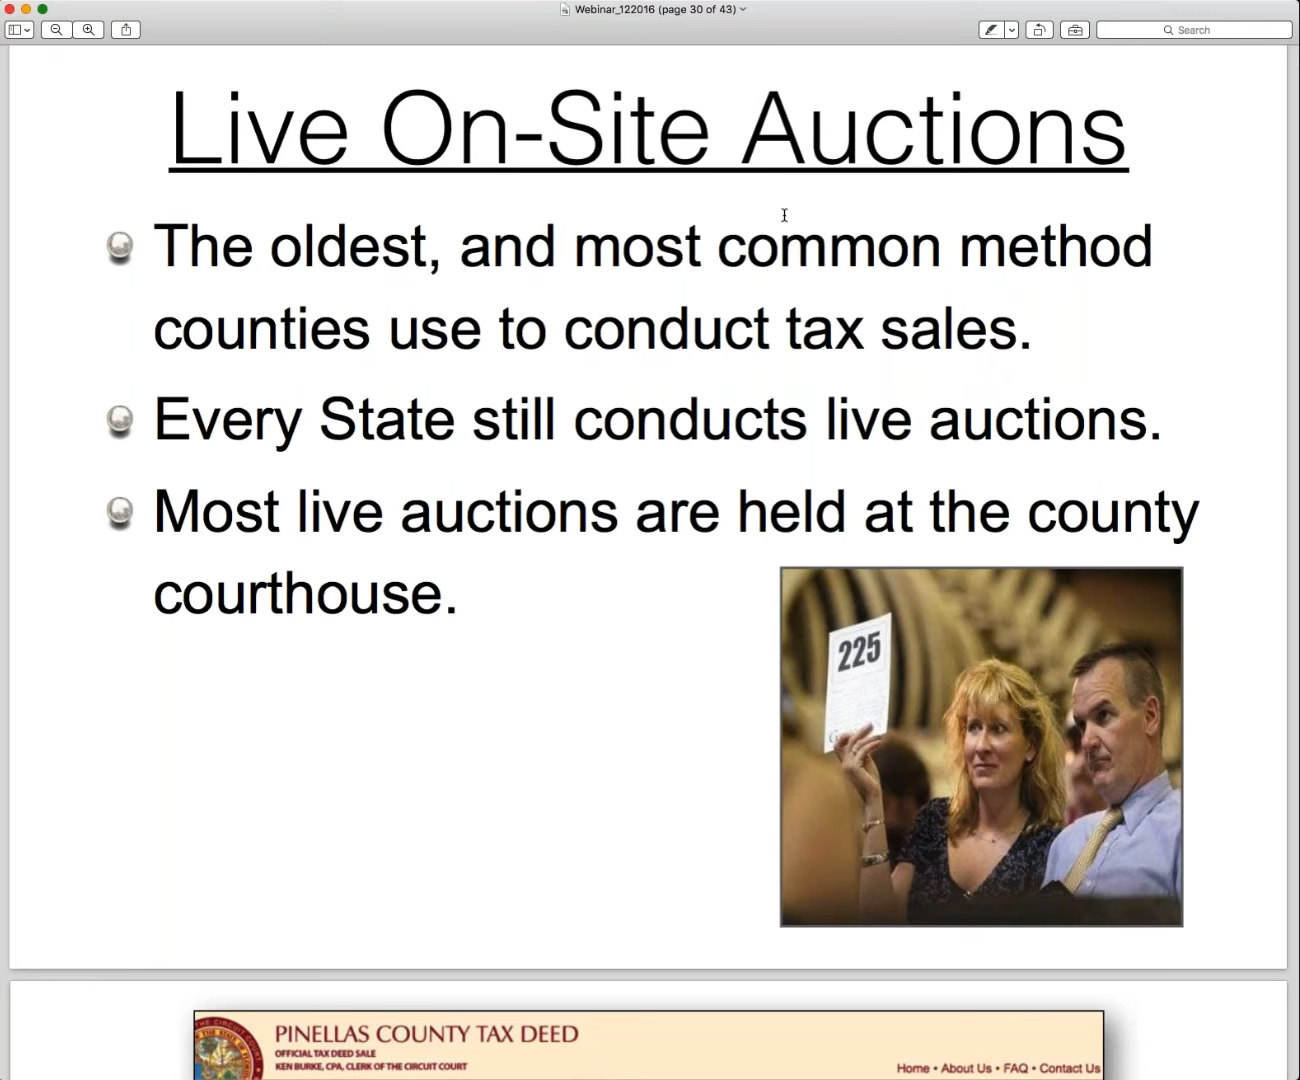 Webinar_122016 (page 30 of 43)
Search
Live On-Site Auctions
The oldest, and most common method
counties use to conduct tax sales.
Every State still conducts live auctions.
Most live auctions are held at the county
courthouse.
225
PINELLAS COUNTY TAX DEED
OFFICIAL TAX DEED SALE
KEN BURKE, CPA, CLERK OF THE CIRCUIT COURT
Home • About Us • FAQ • Contact Us